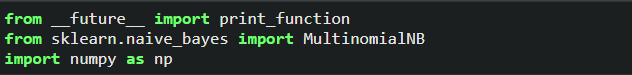 from __future__ import print_function
from sklearn.naive_bayes import MultinomialNB
import numpy as np